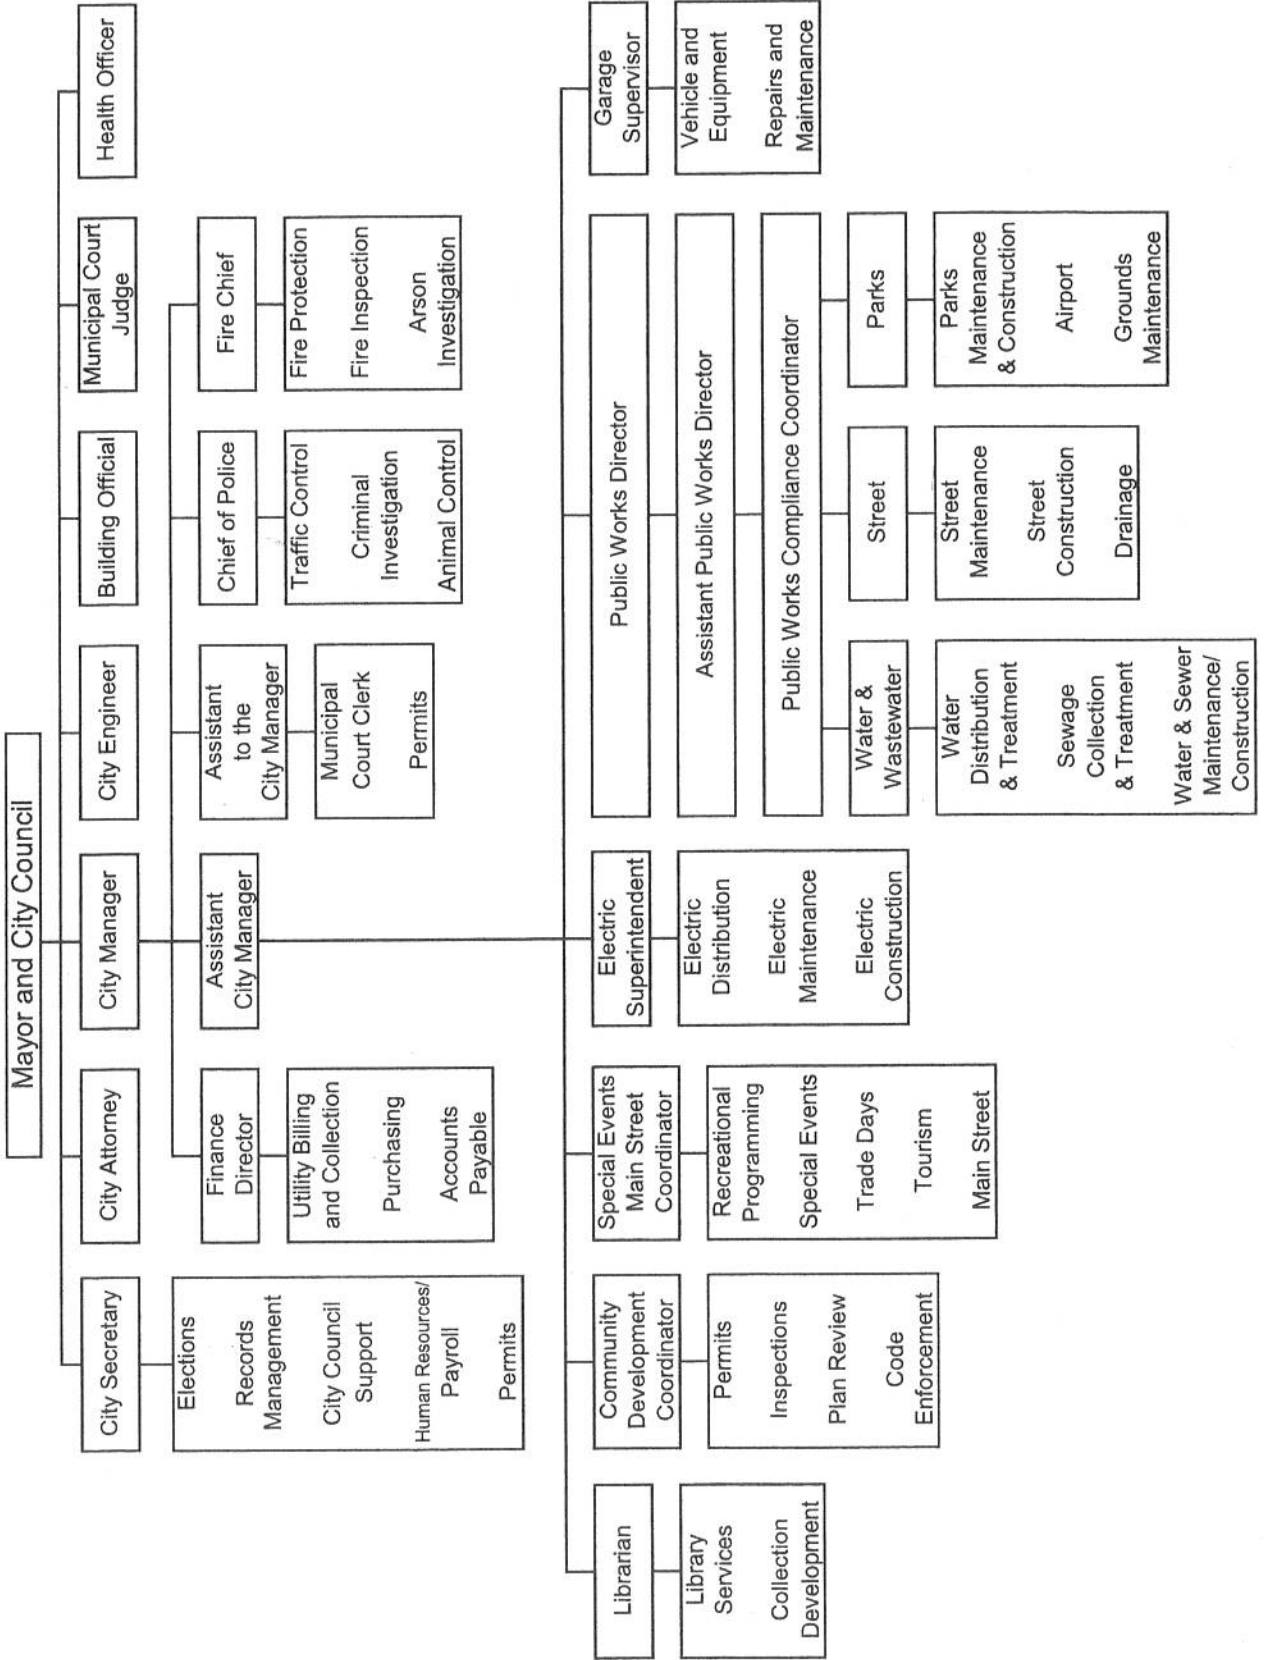 Mayor and City Council
City Secretary
City Attorney
City Manager
City Engineer
Building Official
Municipal Court
Judge
Health Officer
Elections
Records
Management
City Council
Support
Human Resources/
Payroll
Permits
Finance
Director
Utility Billing
and Collection
Purchasing
Accounts
Payable
Assistant
City Manager
Assistant
to the
City Manager
Municipal
Court Clerk
Permits
Chief of Police
Traffic Control
Criminal
Investigation
Animal Control
Fire Chief
Fire Protection
Fire Inspection
Arson
Investigation
Librarian
Library
Services
Collection
Development
Community
Development
Coordinator
Permits
Inspections
Plan Review
Code
Enforcement
Special Events
Main Street
Coordinator
Recreational
Programming
Special Events
Trade Days
Tourism
Main Street
Electric
Superintendent
Electric
Distribution
Electric
Maintenance
Electric
Construction
Public Works Director
Assistant Public Works Director
Public Works Compliance Coordinator
Water &
Wastewater
Water
Distribution
& Treatment
Sewage
Collection
& Treatment
Water & Sewer
Maintenance/
Construction
Street
Street
Maintenance
Street
Construction
Drainage
Parks
Parks
Maintenance
& Construction
Airport
Grounds
Maintenance
Garage
Supervisor
Vehicle and
Equipment
Repairs and
Maintenance